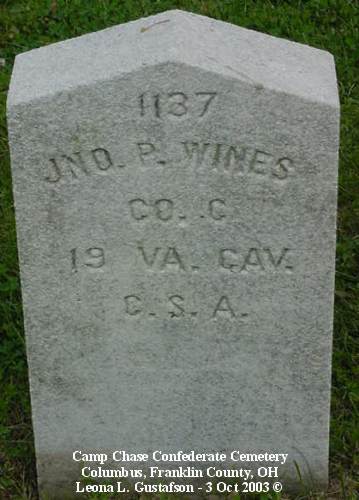 1137
JNO. P. WINES
CO. C
19 VA. CAV.
C. S. A.
Camp Chase Confederate Cemetery
Columbus, Franklin County, OH
Leona L. Gustafson - 3 Oct 2003 ©